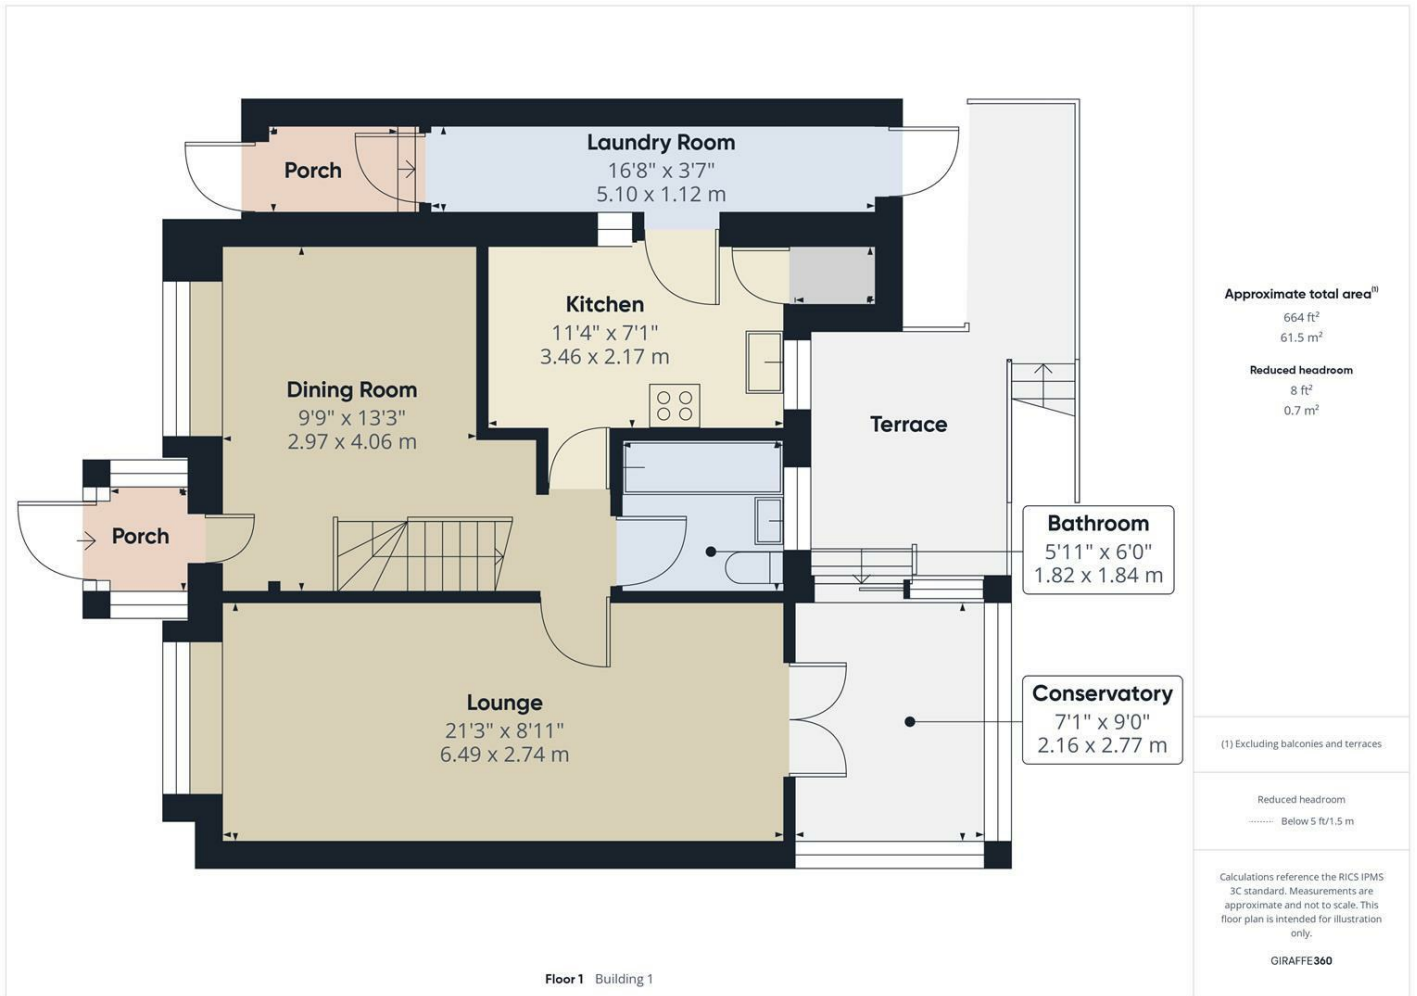 Porch
Laundry Room
16'8" x 3'7"
5.10 x 1.12 m
Kitchen
11'4" x 7'1"
3.46 x 2.17 m
Dining Room
9'9" x 13'3"
2.97 x 4.06 m
Terrace
Porch
Bathroom
5'11" x 6'0"
1.82 x 1.84 m
Lounge
21'3" x 8'11"
6.49 x 2.74 m
Conservatory
7'1" x 9'0"
2.16 x 2.77 m
Floor 1 Building 1
Approximate total area(1)
664 ft²
61.5 m²
Reduced headroom
8 ft²
0.7 m²
(1) Excluding balconies and terraces
Reduced headroom
Below 5 ft/1.5 m
Calculations reference the RICS IPMS
3C standard. Measurements are
approximate and not to scale. This
floor plan is intended for illustration
only.
GIRAFFE360